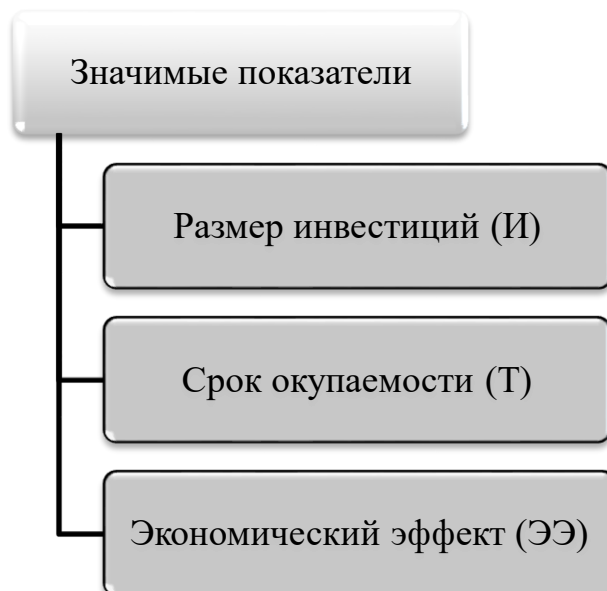 Значимые показатели
Размер инвестиций (И)
Срок окупаемости (Т)
Экономический эффект (ЭЭ)